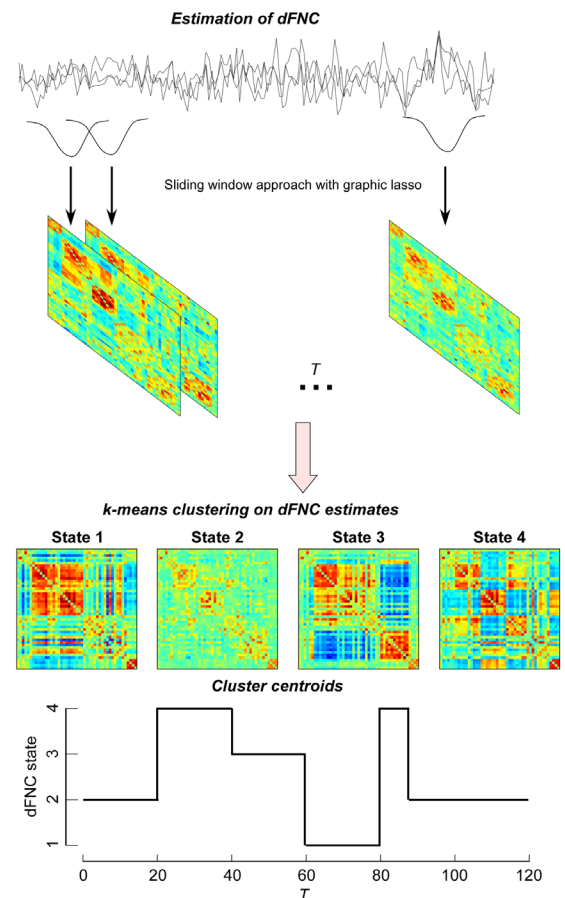 Estimation of dFNC
Sliding window approach with graphic lasso
T
k-means clustering on dFNC estimates
State 1 State 2 State 3 State 4
Cluster centroids
dFNC state
4
3
2
1
0 20 40 60 80 100 120
T